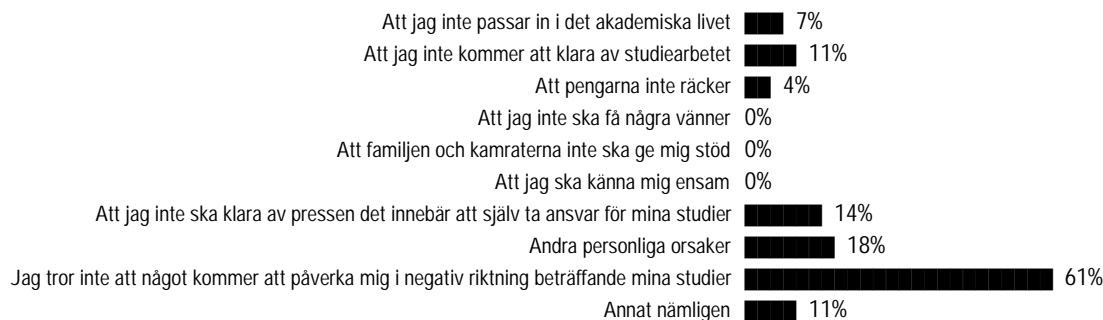 Att jag inte passar in i det akademiska livet 7%
Att jag inte kommer att klara av studiearbetet 11%
Att pengarna inte räcker 4%
Att jag inte ska få några vänner 0%
Att familjen och kamraterna inte ska ge mig stöd 0%
Att jag ska känna mig ensam 0%
Att jag inte ska klara av pressen det innebär att själv ta ansvar för mina studier 14%
Andra personliga orsaker 18%
Jag tror inte att något kommer att påverka mig i negativ riktning beträffande mina studier 61%
Annat nämligen 11%